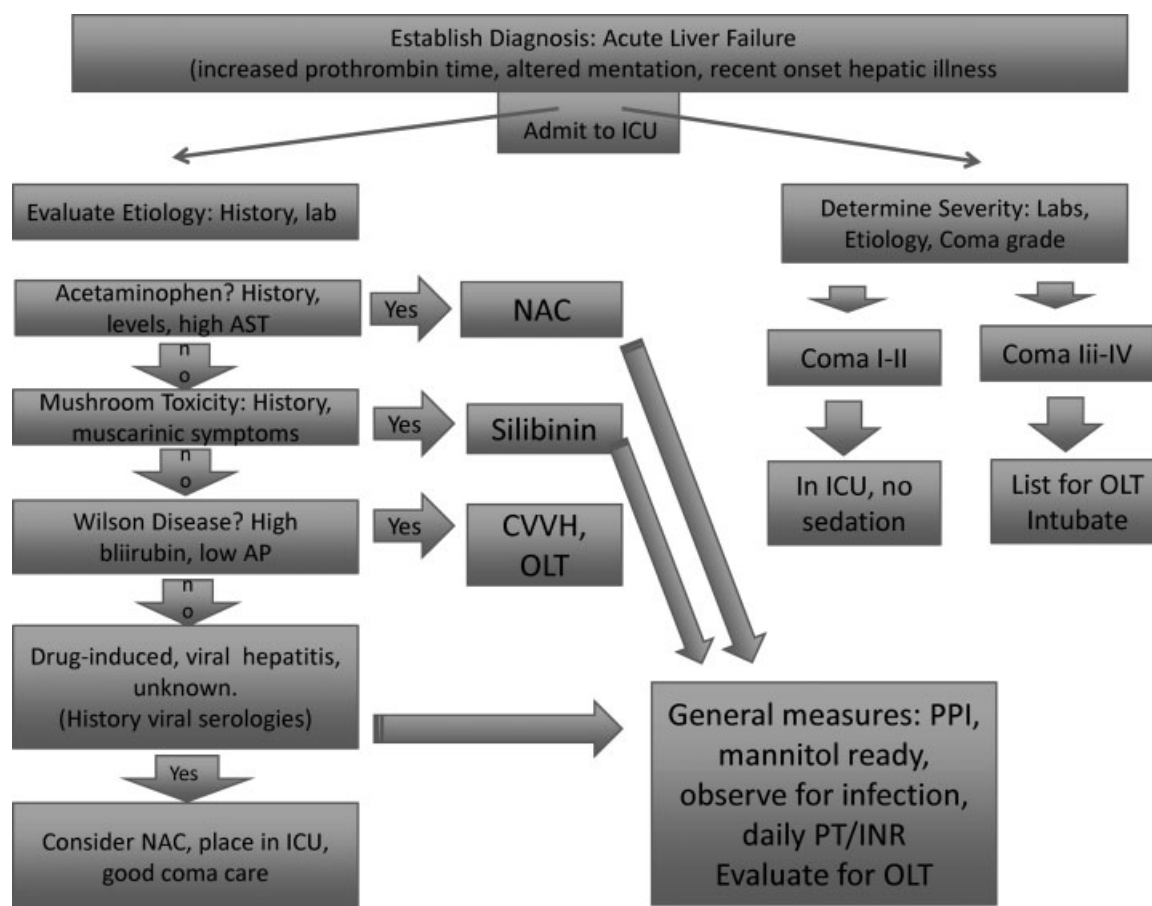 Establish Diagnosis: Acute Liver Failure
(increased prothrombin time, altered mentation, recent onset hepatic illness
Admit to ICU
Evaluate Etiology: History, lab
Acetaminophen? History,
levels, high AST
Yes
NAC
n
o
Mushroom Toxicity: History,
muscarinic symptoms
Yes
Silibinin
n
o
Wilson Disease? High
bliirubin, low AP
Yes
CVVH,
OLT
n
o
Drug-induced, viral hepatitis,
unknown.
(History viral serologies)
Yes
Consider NAC, place in ICU,
good coma care
Determine Severity: Labs,
Etiology, Coma grade
Coma I-II
In ICU, no
sedation
Coma Iii-IV
List for OLT
Intubate
General measures: PPI,
mannitol ready,
observe for infection,
daily PT/INR
Evaluate for OLT